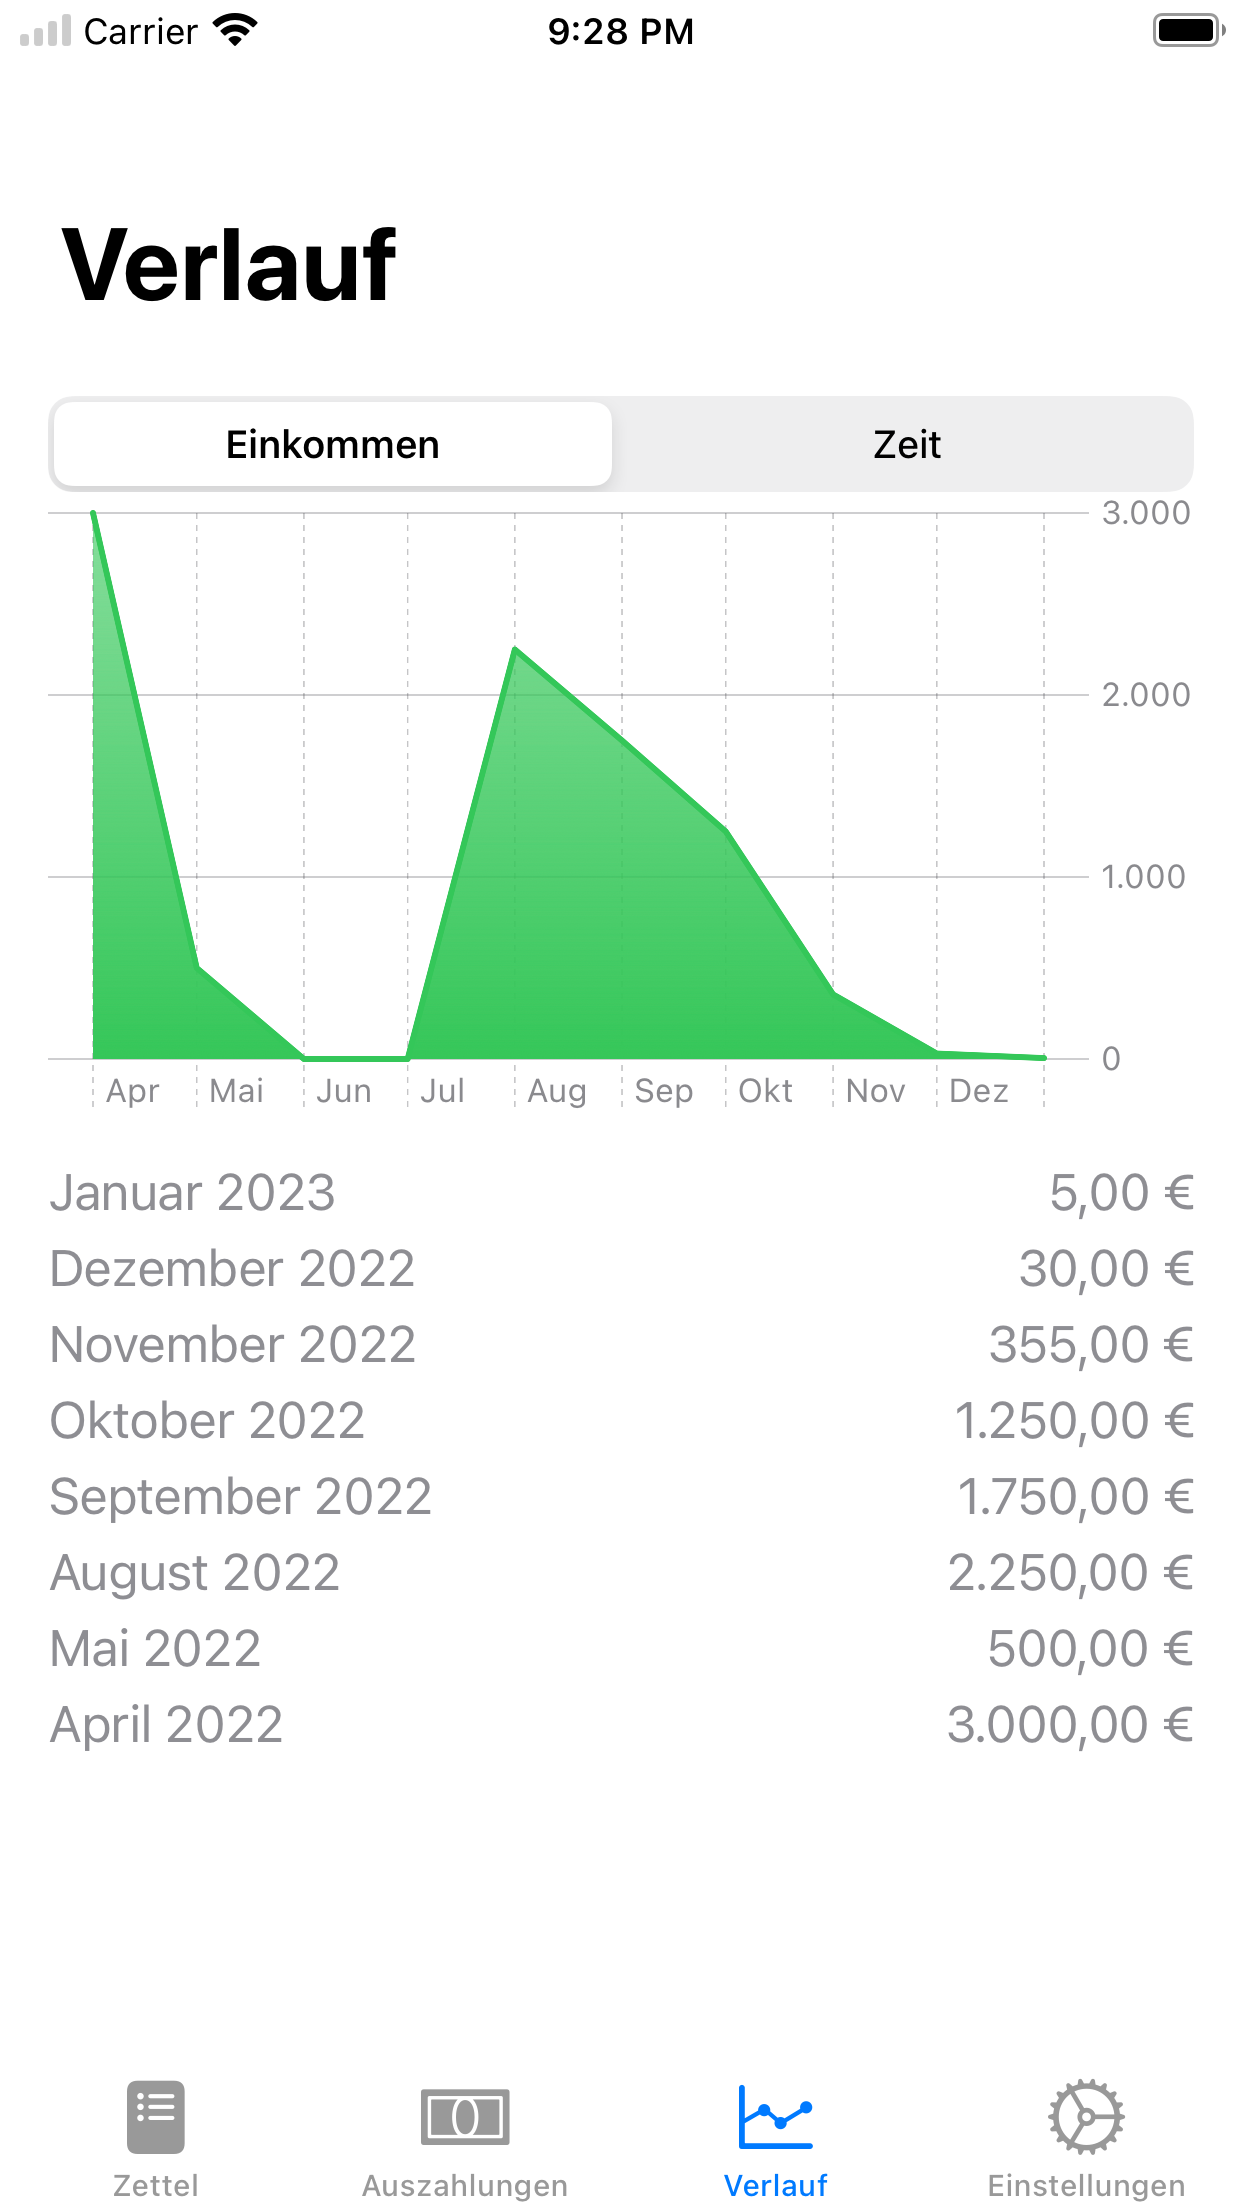 Carrier 9:28 PM
Verlauf
Einkommen Zeit
3.000
2.000
1.000
0
Apr Mai Jun Jul Aug Sep Okt Nov Dez
Januar 2023 5,00 €
Dezember 2022 30,00 €
November 2022 355,00 €
Oktober 2022 1.250,00 €
September 2022 1.750,00 €
August 2022 2.250,00 €
Mai 2022 500,00 €
April 2022 3.000,00 €
Zettel Auszahlungen Verlauf Einstellungen